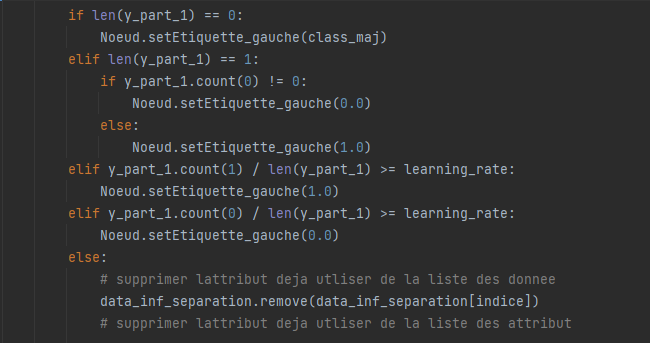 if len(y_part_1) == 0:
Noeud.setEtiquette_gauche(class_maj)
elif len(y_part_1) == 1:
if y_part_1.count(0) != 0:
Noeud.setEtiquette_gauche(0.0)
else:
Noeud.setEtiquette_gauche(1.0)
elif y_part_1.count(1) / len(y_part_1) >= learning_rate:
Noeud.setEtiquette_gauche(1.0)
elif y_part_1.count(0) / len(y_part_1) >= learning_rate:
Noeud.setEtiquette_gauche(0.0)
else:
# supprimer lattribut deja utliser de la liste des donnee
data_inf_separation.remove(data_inf_separation[indice])
# supprimer lattribut deja utliser de la liste des attribut